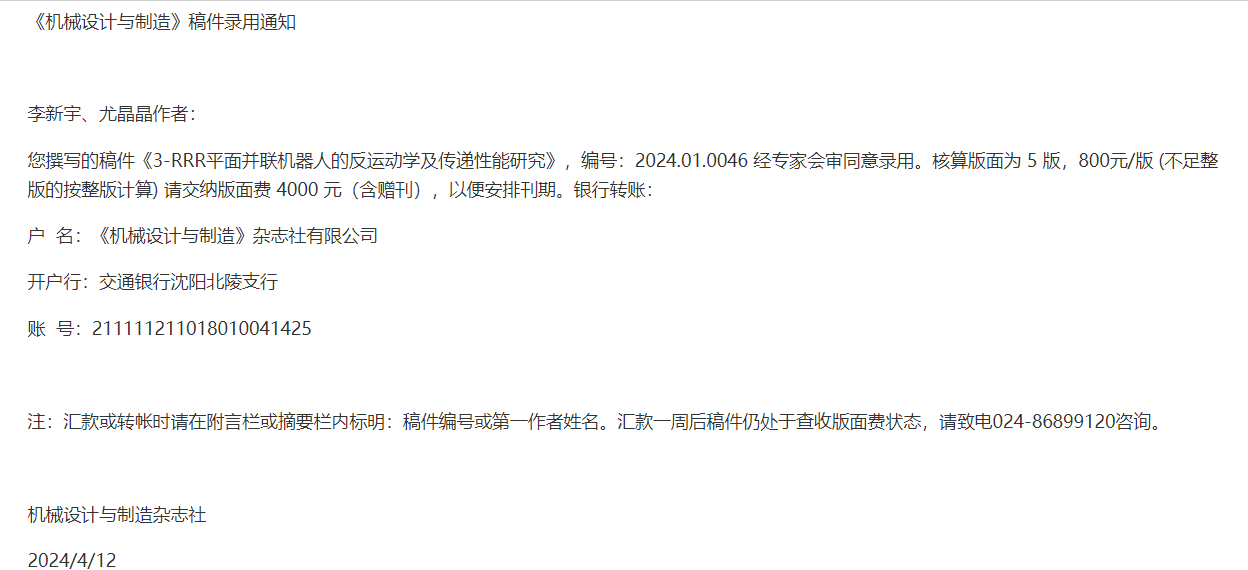 《机械设计与制造》稿件录用通知
李新宇、尤晶晶作者：
您撰写的稿件《3-RRR平面并联机器人的反运动学及传递性能研究》，编号：2024.01.0046 经专家会审同意录用。核算版面为 5 版，800元/版 (不足整
版的按整版计算) 请交纳版面费 4000 元（含赠刊），以便安排刊期。银行转账：
户 名：《机械设计与制造》杂志社有限公司
开户行：交通银行沈阳北陵支行
账 号：211111211018010041425
注：汇款或转帐时请在附言栏或摘要栏内标明：稿件编号或第一作者姓名。汇款一周后稿件仍处于查收版面费状态，请致电024-86899120咨询。
机械设计与制造杂志社
2024/4/12